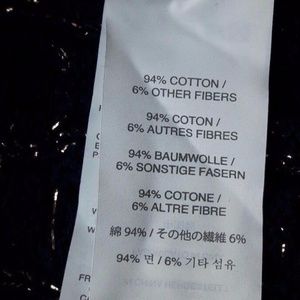 94% COTTON /
6% OTHER FIBERS
94% COTON /
6% AUTRES FIBRES
94% BAUMWOLLE /
6% SONSTIGE FASERN
94% COTONE /
6% ALTRE FIBRE
綿 94% / その他の繊維 6%
94% 면 / 6% 기타 섬유